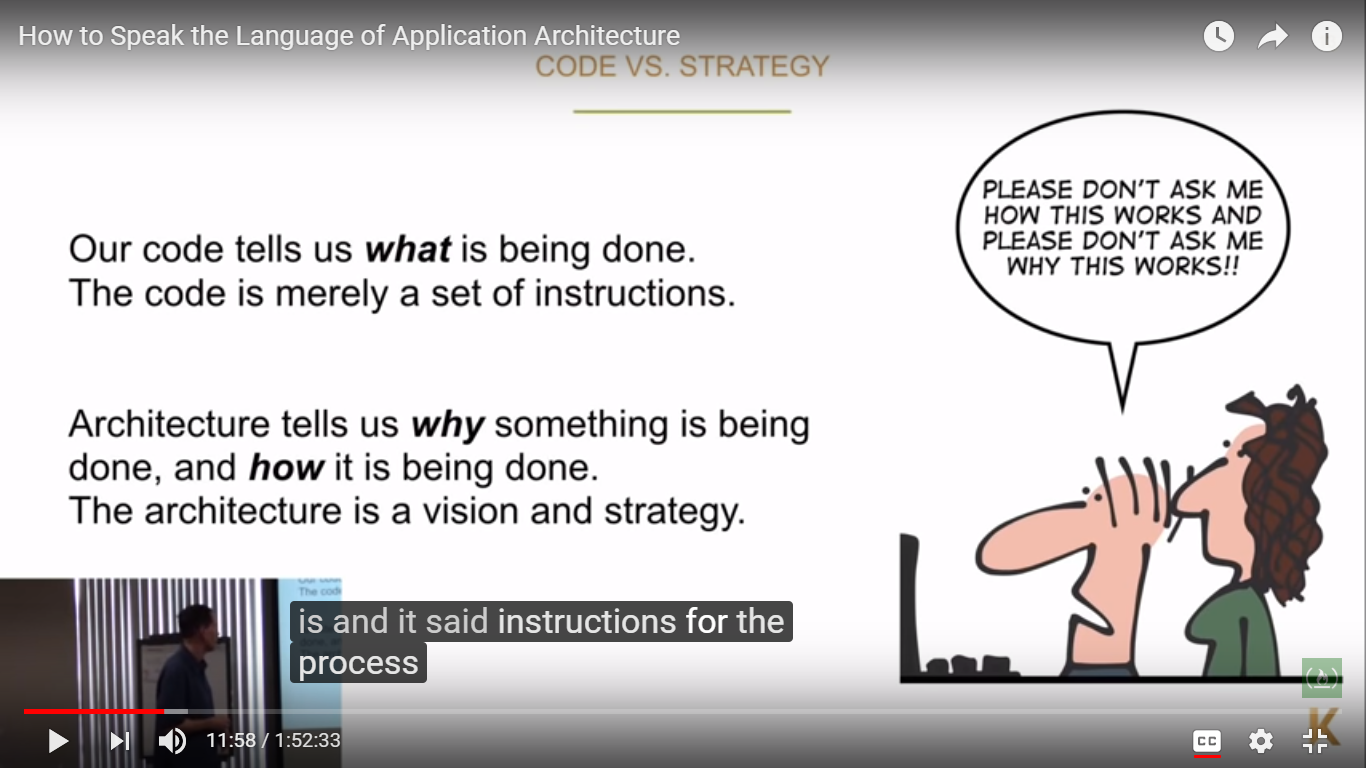 How to Speak the Language of Application Architecture
CODE VS. STRATEGY
PLEASE DON'T ASK ME
HOW THIS WORKS AND
PLEASE DON'T ASK ME
WHY THIS WORKS!!
Our code tells us what is being done.
The code is merely a set of instructions.
Architecture tells us why something is being
done, and how it is being done.
The architecture is a vision and strategy.
The code
is and it said instructions for the
process
K
11:58 / 1:52:33
CC